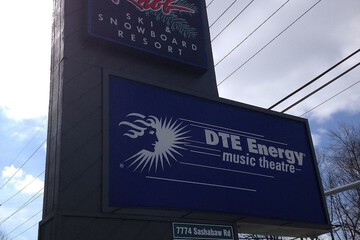 SKI &
SNOWBOARD
RESORT
DTE Energy®
music theatre
7774 Sashabaw Rd